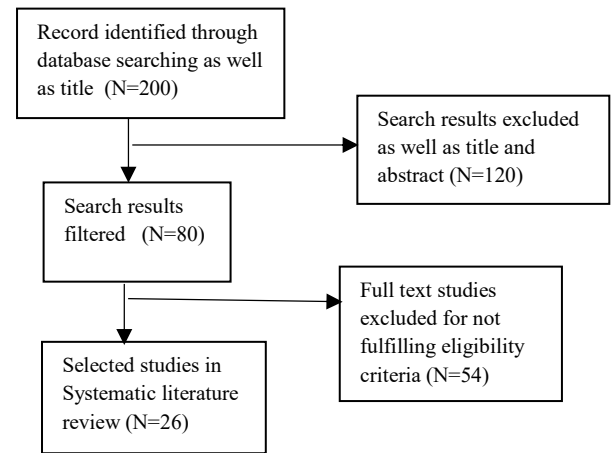 Record identified through
database searching as well
as title (N=200)
Search results excluded
as well as title and
abstract (N=120)
Search results
filtered (N=80)
Full text studies
excluded for not
fulfilling eligibility
criteria (N=54)
Selected studies in
Systematic literature
review (N=26)